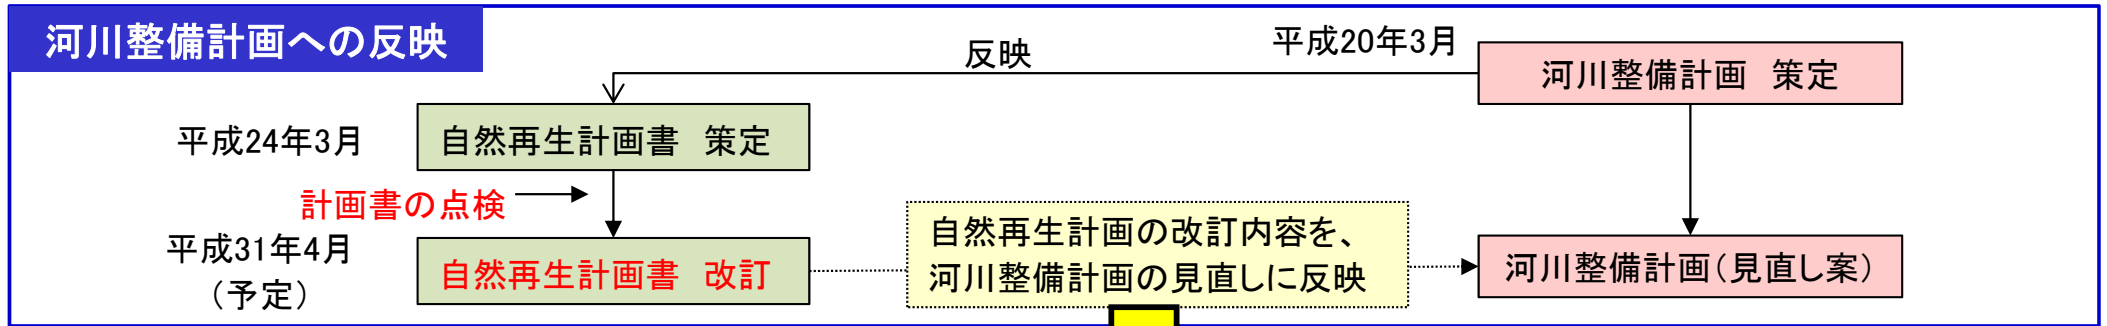 河川整備計画への反映
反映
平成20年3月
河川整備計画　策定
平成24年3月
自然再生計画書　策定
計画書の点検
平成31年4月
（予定）
自然再生計画書　改訂
自然再生計画の改訂内容を、
河川整備計画の見直しに反映
河川整備計画（見直し案）